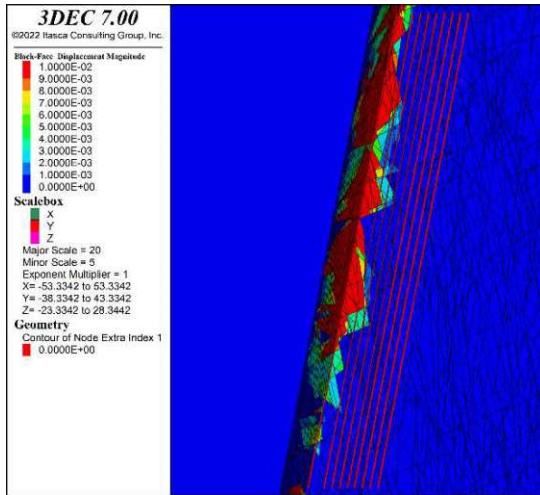 3DEC 7.00
©2022 Itasca Consulting Group, Inc.
Block-Face Displacement Magnitude
1.0000E-02
9.0000E-03
8.0000E-03
7.0000E-03
6.0000E-03
5.0000E-03
4.0000E-03
3.0000E-03
2.0000E-03
1.0000E-03
0.0000E+00
Scalebox
X
Y
Z
Major Scale = 20
Minor Scale = 5
Exponent Multiplier = 1
X= -53.3342 to 53.3342
Y= -38.3342 to 43.3342
Z= -23.3342 to 28.3442
Geometry
Contour of Node Extra Index 1
0.0000E+00